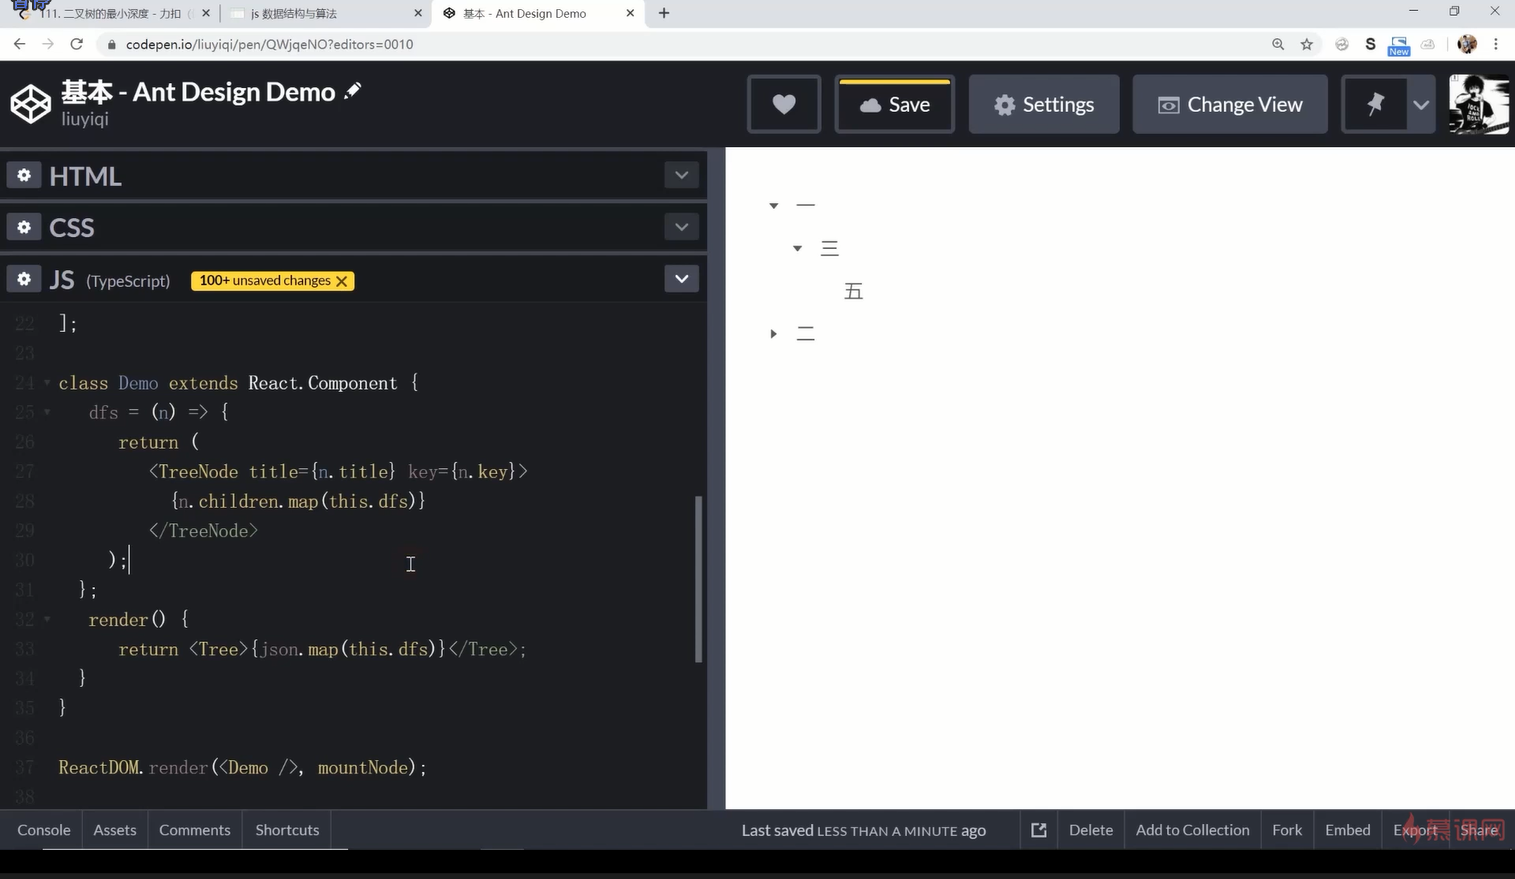 暂停
111. 二叉树的最小深度 - 力扣 (
js 数据结构与算法
基本 - Ant Design Demo
codepen.io/liuyiqi/pen/QWjqeNO?editors=0010
S
New
基本 - Ant Design Demo
liuyiqi
Save
Settings
Change View
HTML
CSS
JS (TypeScript)
100+ unsaved changes
22 ];
23
24 class Demo extends React.Component {
25 dfs = (n) => {
26 return (
27 <TreeNode title={n.title} key={n.key}>
28 {n.children.map(this.dfs)}
29 </TreeNode>
30 );
31 };
32 render() {
33 return <Tree>{json.map(this.dfs)}</Tree>;
34 }
35 }
36
37 ReactDOM.render(<Demo />, mountNode);
38
一
三
五
二
Console
Assets
Comments
Shortcuts
Last saved LESS THAN A MINUTE ago
Delete
Add to Collection
Fork
Embed
Export
Share
慕课网